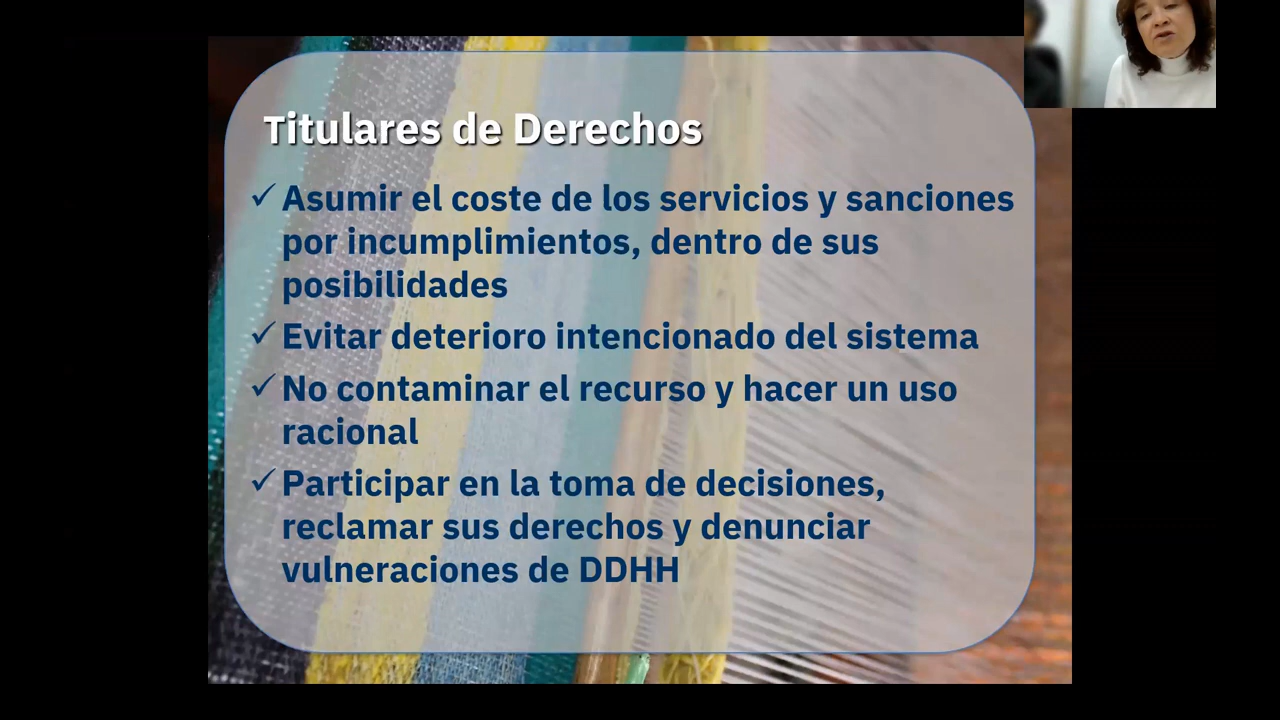 Titulares de Derechos
✓ Asumir el coste de los servicios y sanciones
por incumplimientos, dentro de sus
posibilidades
✓ Evitar deterioro intencionado del sistema
✓ No contaminar el recurso y hacer un uso
racional
✓ Participar en la toma de decisiones,
reclamar sus derechos y denunciar
vulneraciones de DDHH